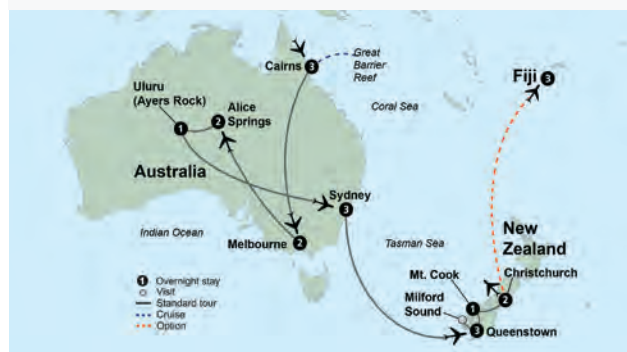 Cairns
3
Great
Barrier
Reef
Fiji
3
Uluru
(Ayers Rock)
1
Alice
Springs
2
Coral Sea
Australia
Sydney
3
Indian Ocean
Melbourne
2
Tasman Sea
New
Zealand
Mt. Cook
1
Christchurch
2
Milford
Sound
3
Queenstown
1 Overnight stay
Visit
Standard tour
Cruise
Option